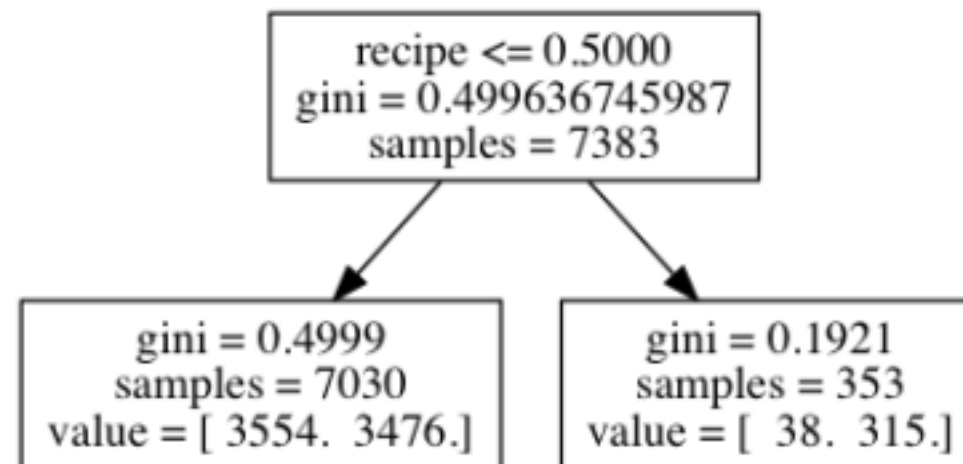 recipe <= 0.5000
gini = 0.499636745987
samples = 7383
gini = 0.4999
samples = 7030
value = [ 3554. 3476.]
gini = 0.1921
samples = 353
value = [ 38. 315.]